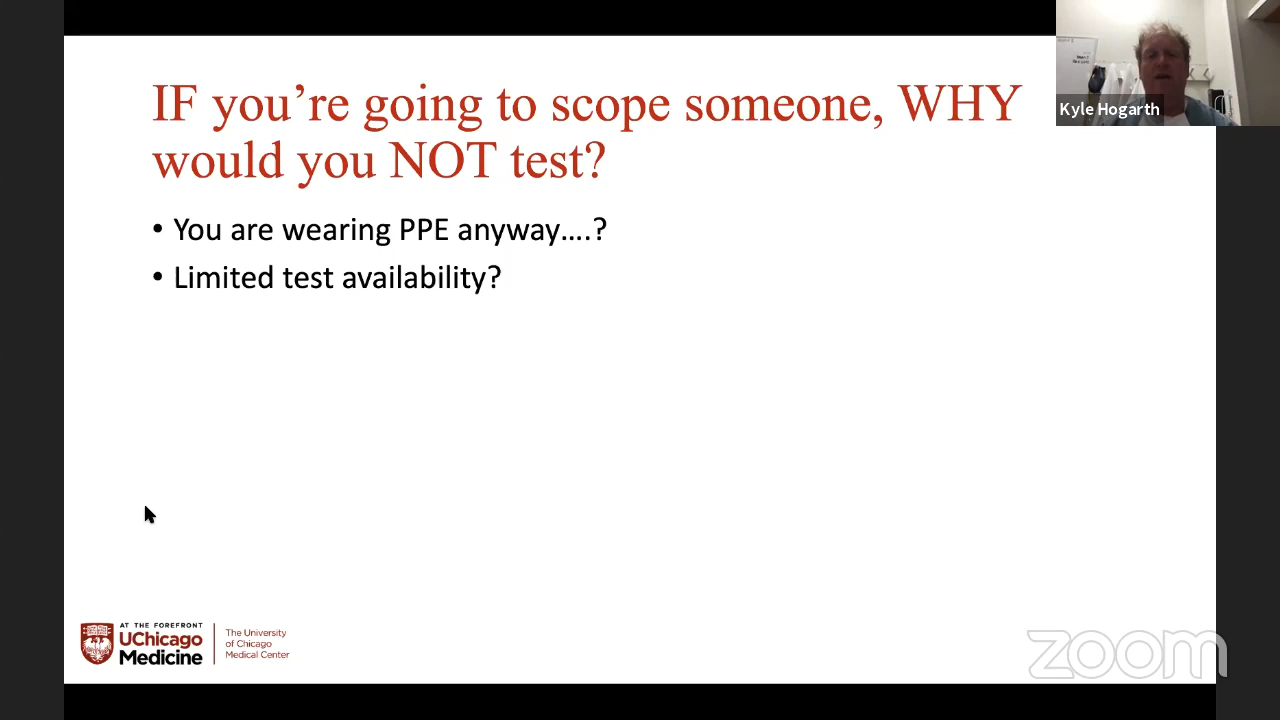 IF you’re going to scope someone, WHY
would you NOT test?
• You are wearing PPE anyway….?
• Limited test availability?
Kyle Hogarth
AT THE FOREFRONT
UChicago
Medicine
The University
of Chicago
Medical Center
zoom